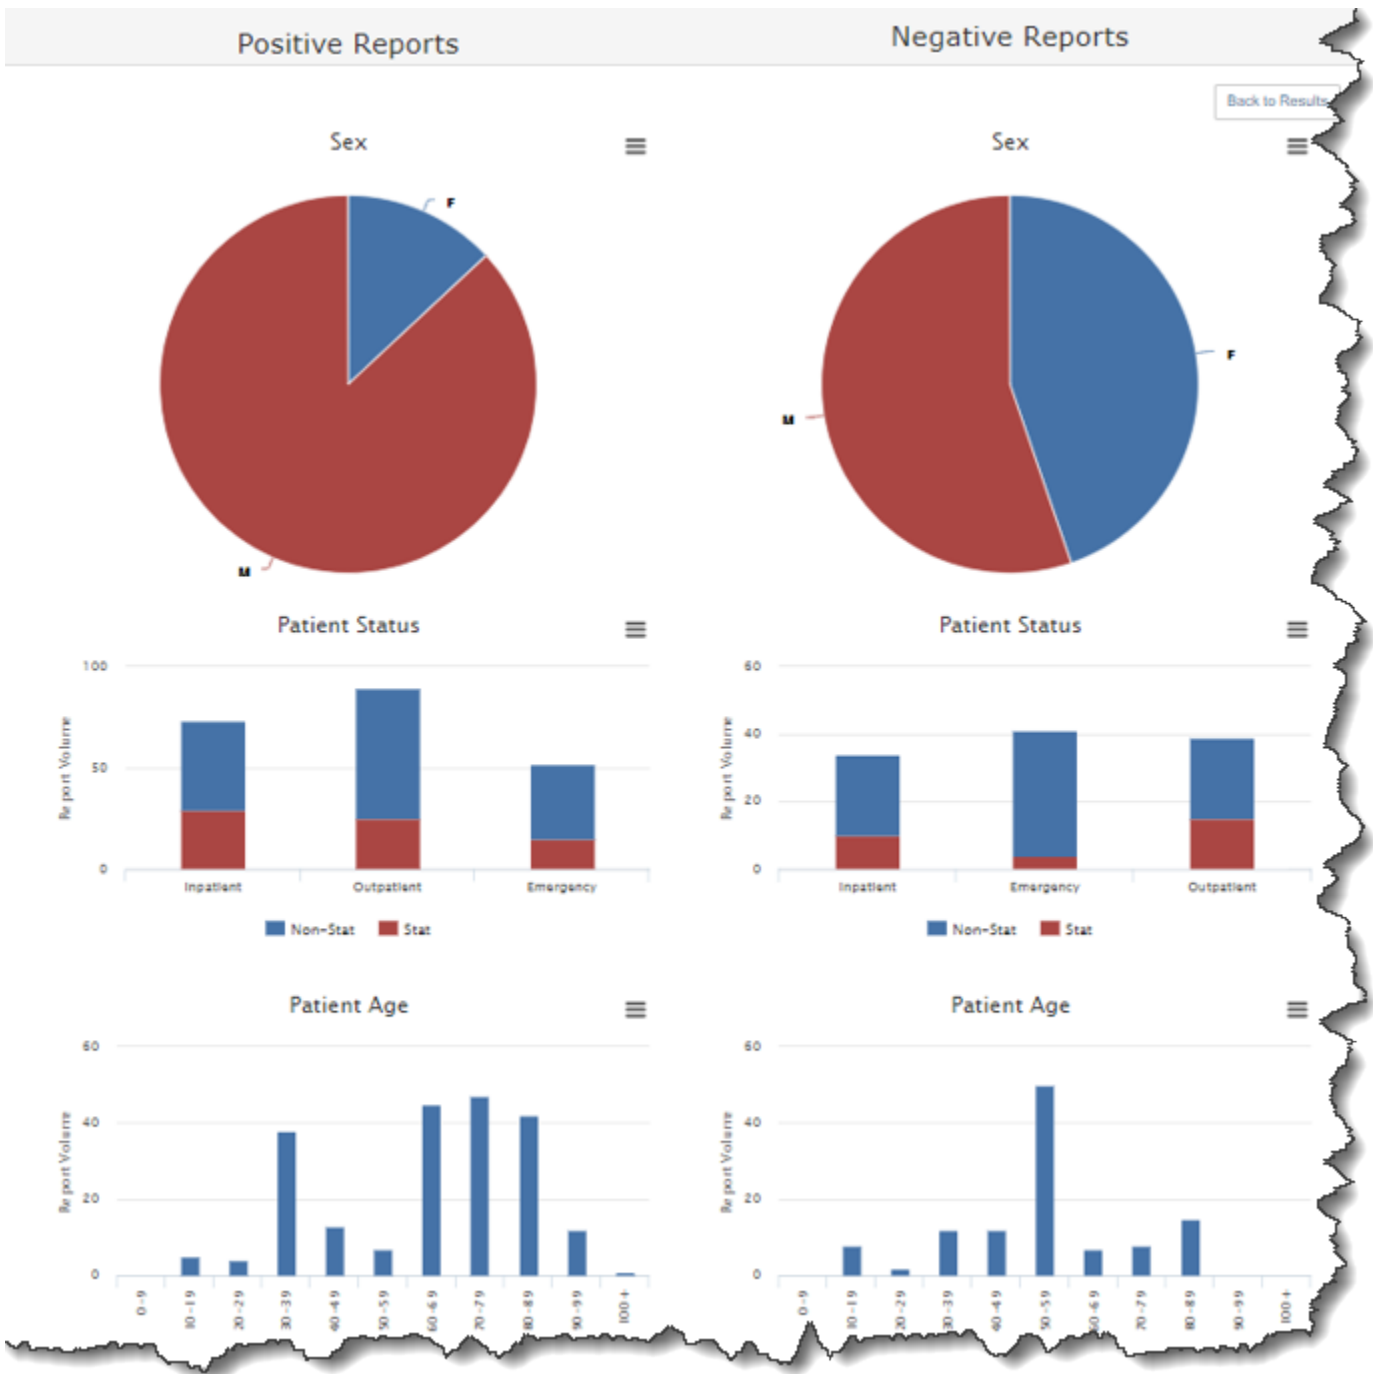 Positive Reports
Negative Reports
Back to Results
Sex
F
M
Sex
F
M
Patient Status
Report Volume
100
50
0
Inpatient
Outpatient
Emergency
Non-Stat
Stat
Patient Status
Report Volume
60
40
20
0
Inpatient
Emergency
Outpatient
Non-Stat
Stat
Patient Age
Report Volume
60
40
20
0
0-9
10-19
20-29
30-39
40-49
50-59
60-69
70-79
80-89
90-99
100+
Patient Age
Report Volume
60
40
20
0
0-9
10-19
20-29
30-39
40-49
50-59
60-69
70-79
80-89
90-99
100+